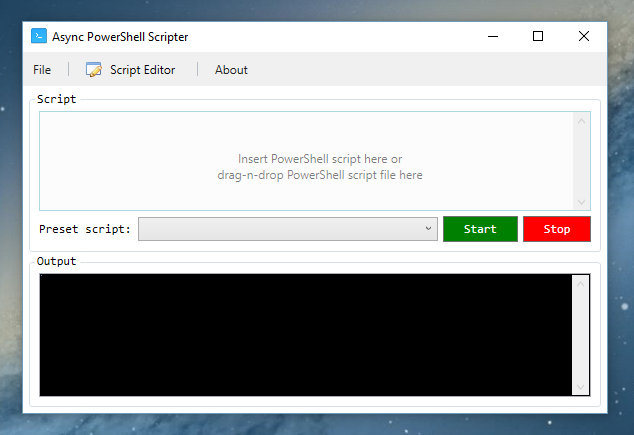 Async PowerShell Scripter
File
Script Editor
About
Script
Insert PowerShell script here or
drag-n-drop PowerShell script file here
Preset script:
Start
Stop
Output